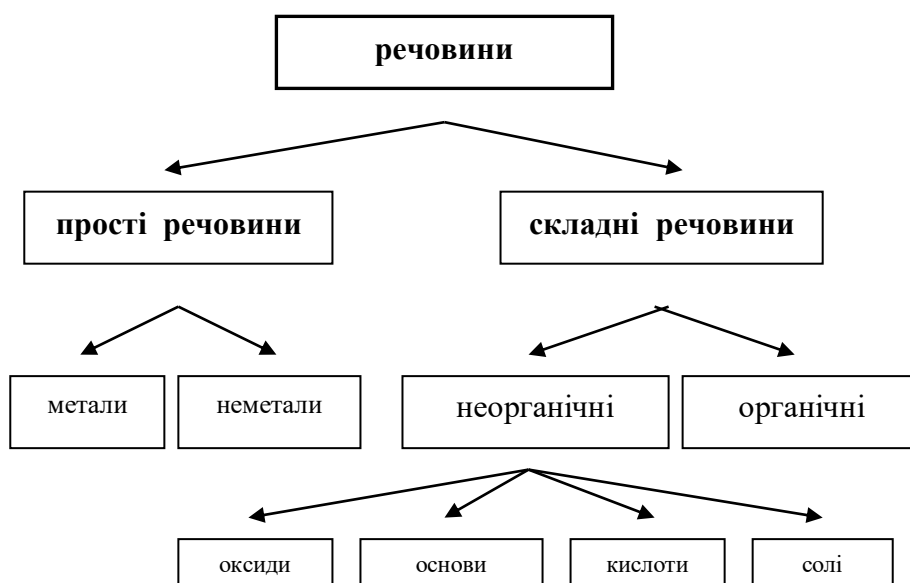 речовини
прості речовини складні речовини
метали неметали неорганічні органічні
оксиди основи кислоти солі